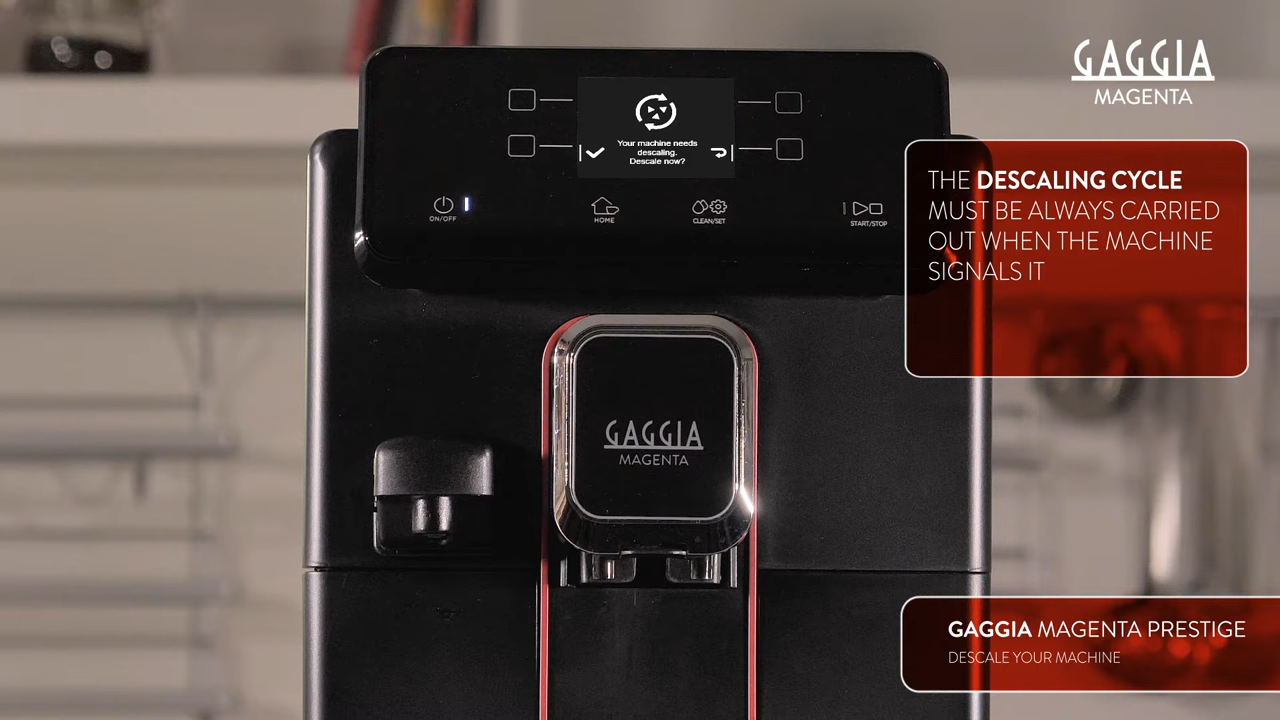 GAGGIA
MAGENTA
Your machine needs
descaling.
Descale now?
ON/OFF
HOME
CLEAN/SET
START/STOP
THE DESCALING CYCLE
MUST BE ALWAYS CARRIED
OUT WHEN THE MACHINE
SIGNALS IT
GAGGIA
MAGENTA
GAGGIA MAGENTA PRESTIGE
DESCALE YOUR MACHINE